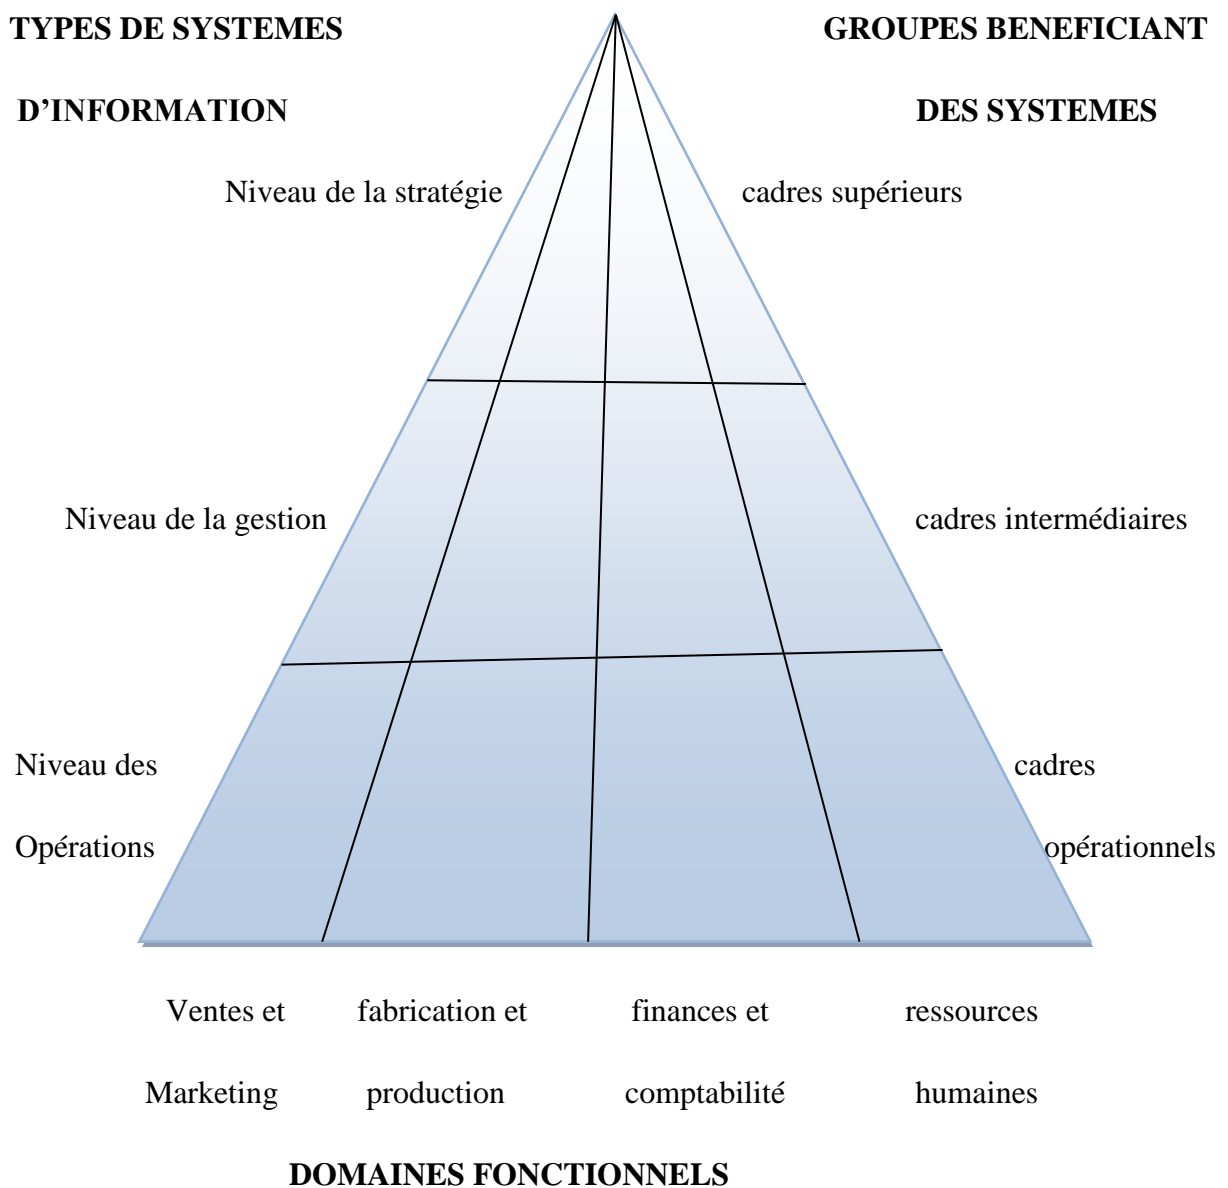 TYPES DE SYSTEMES GROUPES BENEFICIANT
D’INFORMATION DES SYSTEMES
Niveau de la stratégie cadres supérieurs
Niveau de la gestion cadres intermédiaires
Niveau des cadres
Opérations opérationnels
Ventes et fabrication et finances et ressources
Marketing production comptabilité humaines
DOMAINES FONCTIONNELS